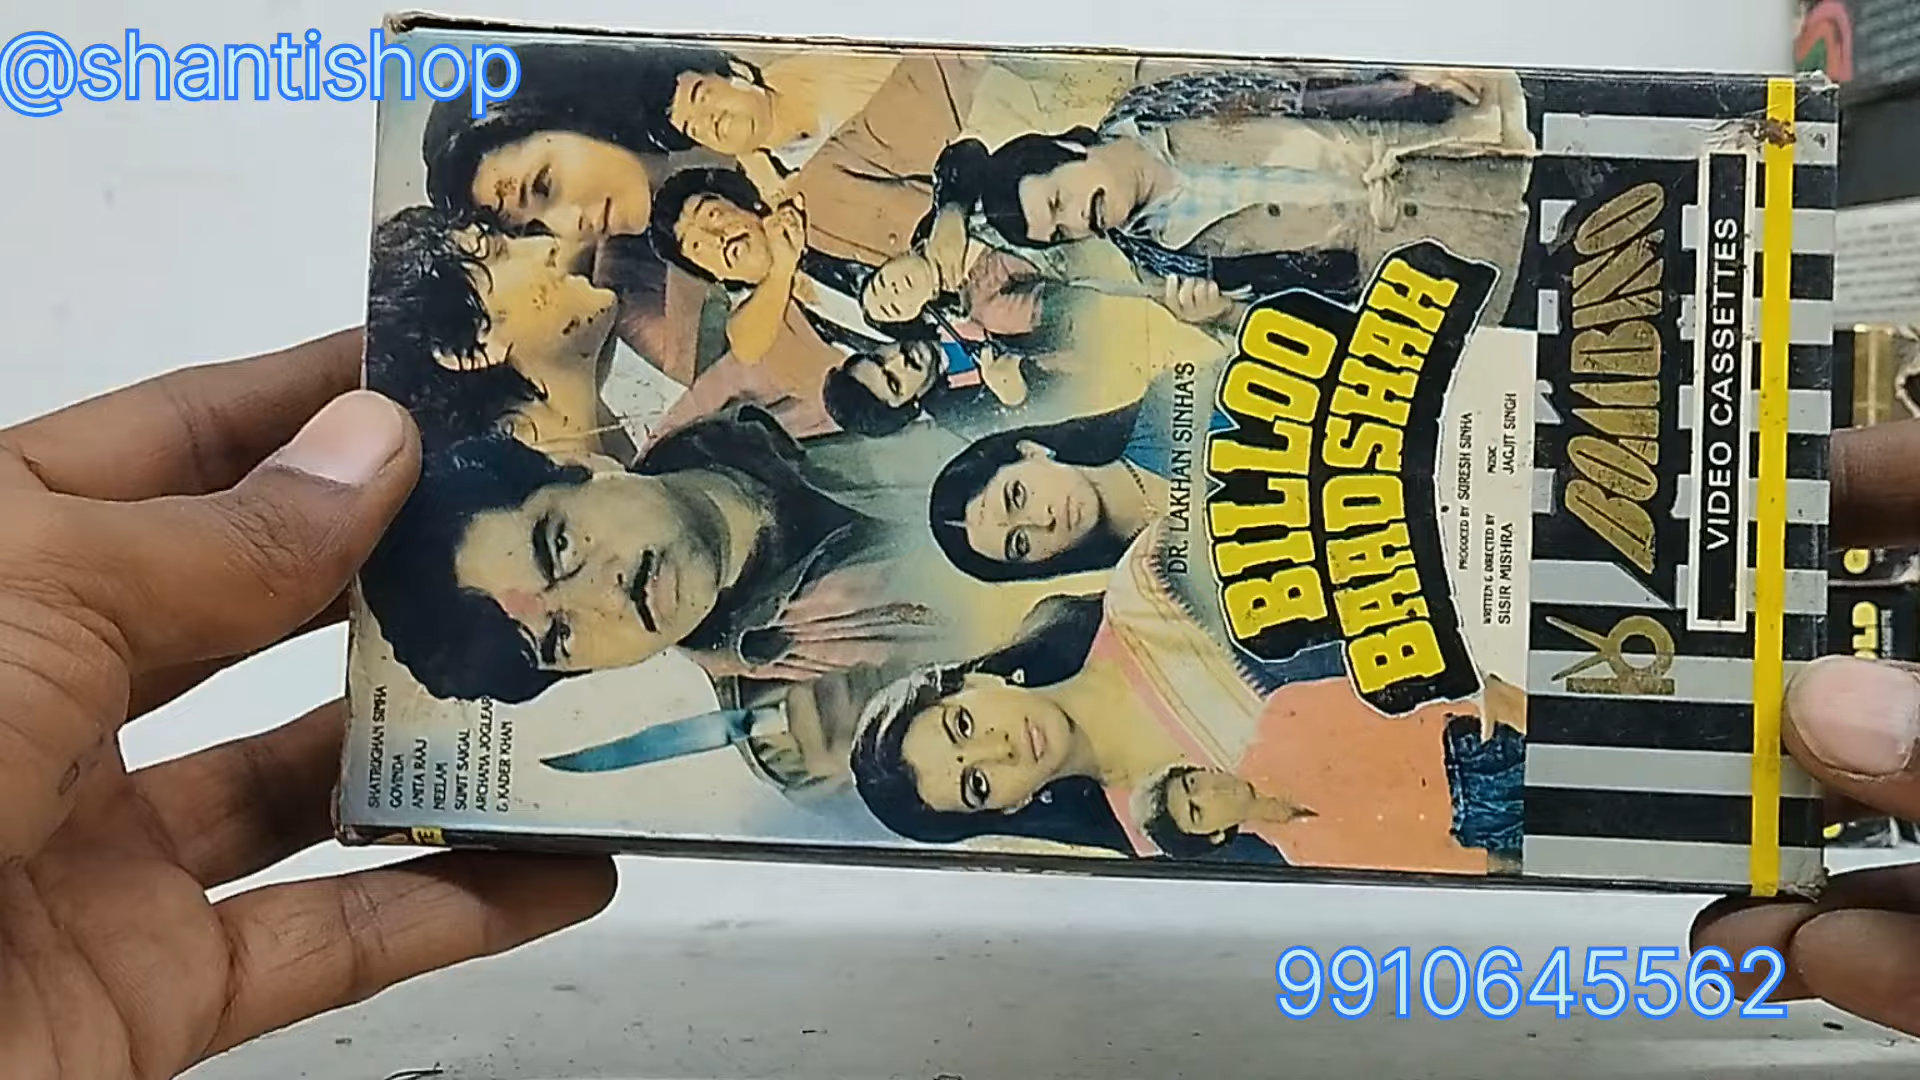 @shantishop
SHATRUGHAN SINHA
GOVINDA
ANITA RAAJ
NEELAM
SUMIT SAIGAL
ARCHANA JOGLEAR
& KADER KHAN
DR. LAKHAN SINHA'S
BILLOO
BAADSHAH
PRODUCED BY SURESH SINHA
WRITTEN & DIRECTED BY
SISIR MISHRA
MUSIC
JAGJIT SINGH
BOMBINO
VIDEO CASSETTES
9910645562